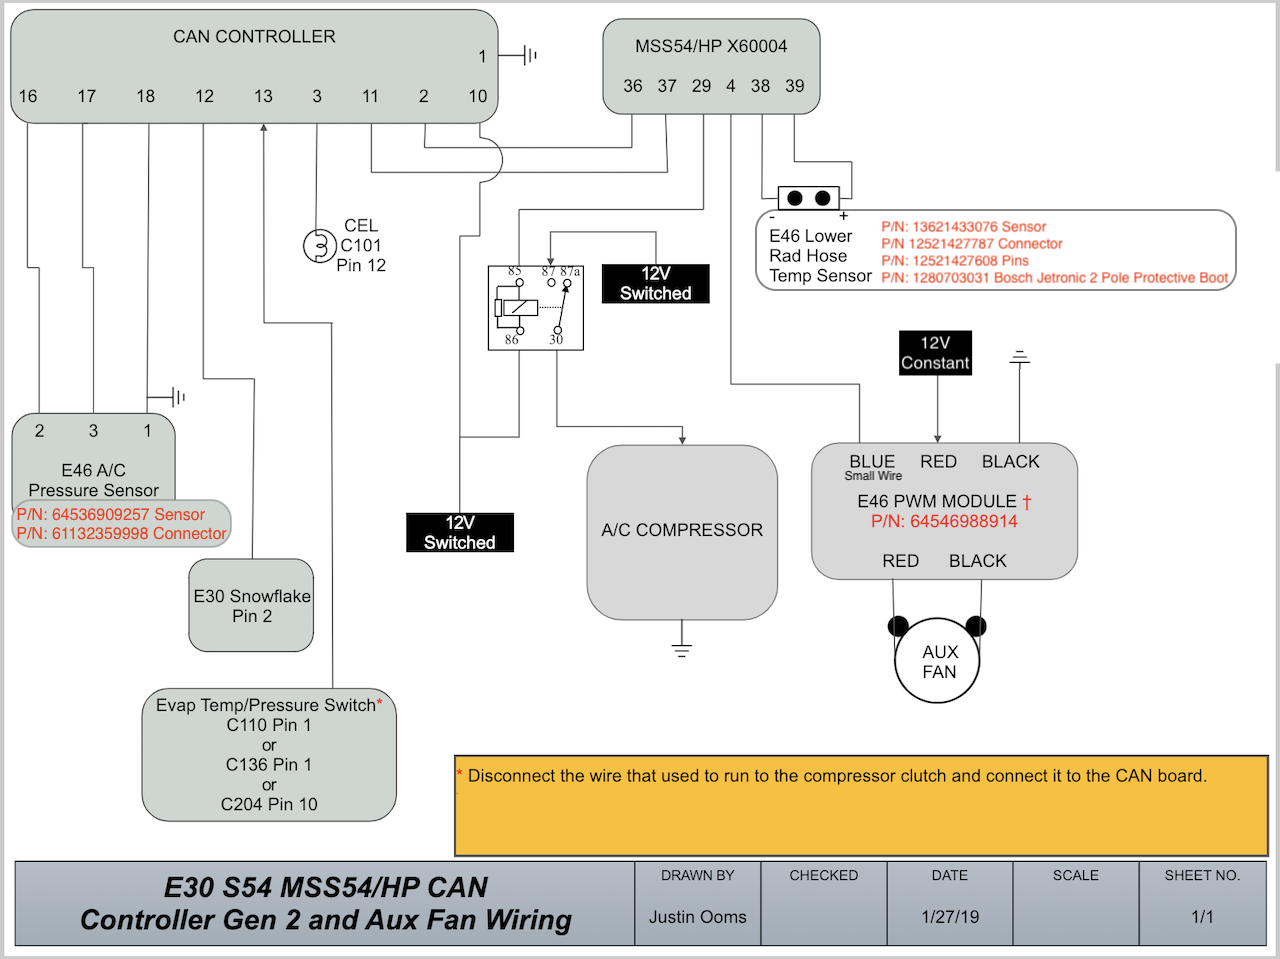 CAN CONTROLLER
1
16 17 18 12 13 3 11 2 10
MSS54/HP X60004
36 37 29 4 38 39
- +
E46 Lower
Rad Hose
Temp Sensor
P/N: 13621433076 Sensor
P/N 12521427787 Connector
P/N: 12521427608 Pins
P/N: 1280703031 Bosch Jetronic 2 Pole Protective Boot
CEL
C101
Pin 12
85 87 87a
86 30
12V
Switched
12V
Constant
2 3 1
E46 A/C
Pressure Sensor
P/N: 64536909257 Sensor
P/N: 61132359998 Connector
12V
Switched
A/C COMPRESSOR
BLUE RED BLACK
Small Wire
E46 PWM MODULE †
P/N: 64546988914
RED BLACK
AUX
FAN
E30 Snowflake
Pin 2
Evap Temp/Pressure Switch*
C110 Pin 1
or
C136 Pin 1
or
C204 Pin 10
* Disconnect the wire that used to run to the compressor clutch and connect it to the CAN board.
E30 S54 MSS54/HP CAN
Controller Gen 2 and Aux Fan Wiring
DRAWN BY CHECKED DATE SCALE SHEET NO.
Justin Ooms 1/27/19 1/1